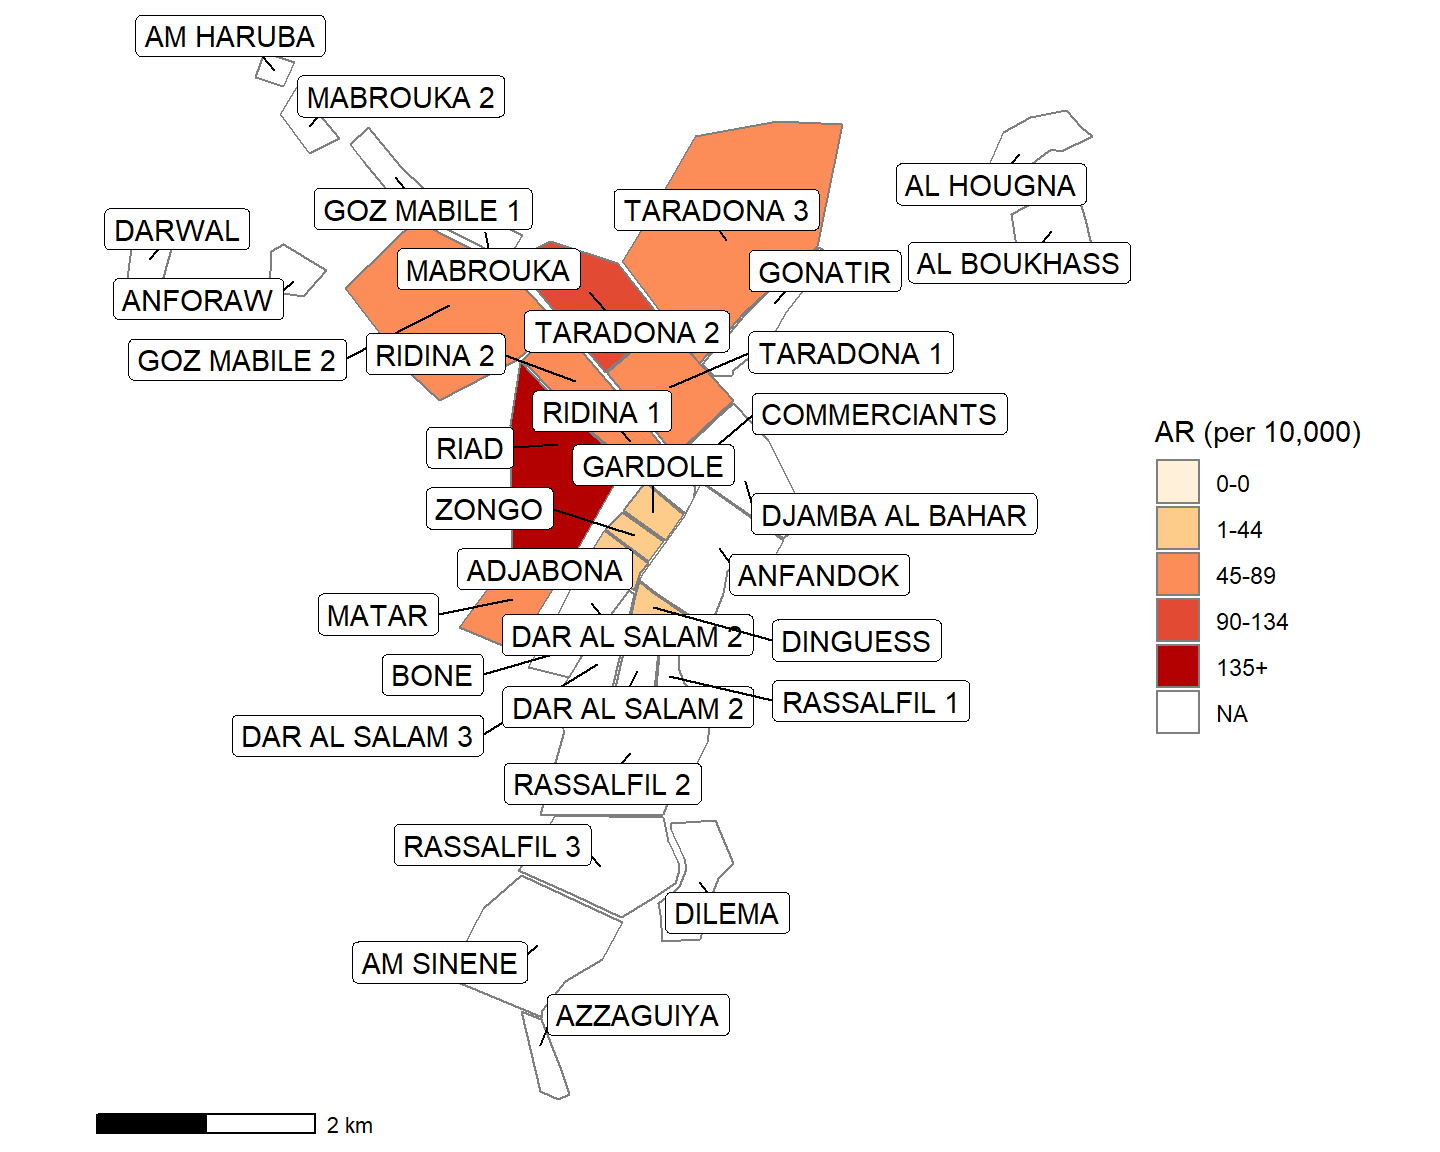 AM HARUBA
MABROUKA 2
GOZ MABILE 1
TARADONA 3
AL HOUGNA
DARWAL
MABROUKA
GONATIR
AL BOUKHASS
ANFORAW
TARADONA 2
GOZ MABILE 2
RIDINA 2
TARADONA 1
RIDINA 1
COMMERCIANTS
RIAD
GARDOLE
ZONGO
DJAMBA AL BAHAR
ADJABONA
ANFANDOK
MATAR
DAR AL SALAM 2
DINGUESS
BONE
DAR AL SALAM 2
RASSALFIL 1
DAR AL SALAM 3
RASSALFIL 2
RASSALFIL 3
DILEMA
AM SINENE
AZZAGUIYA
AR (per 10,000)
0-0
1-44
45-89
90-134
135+
NA
2 km